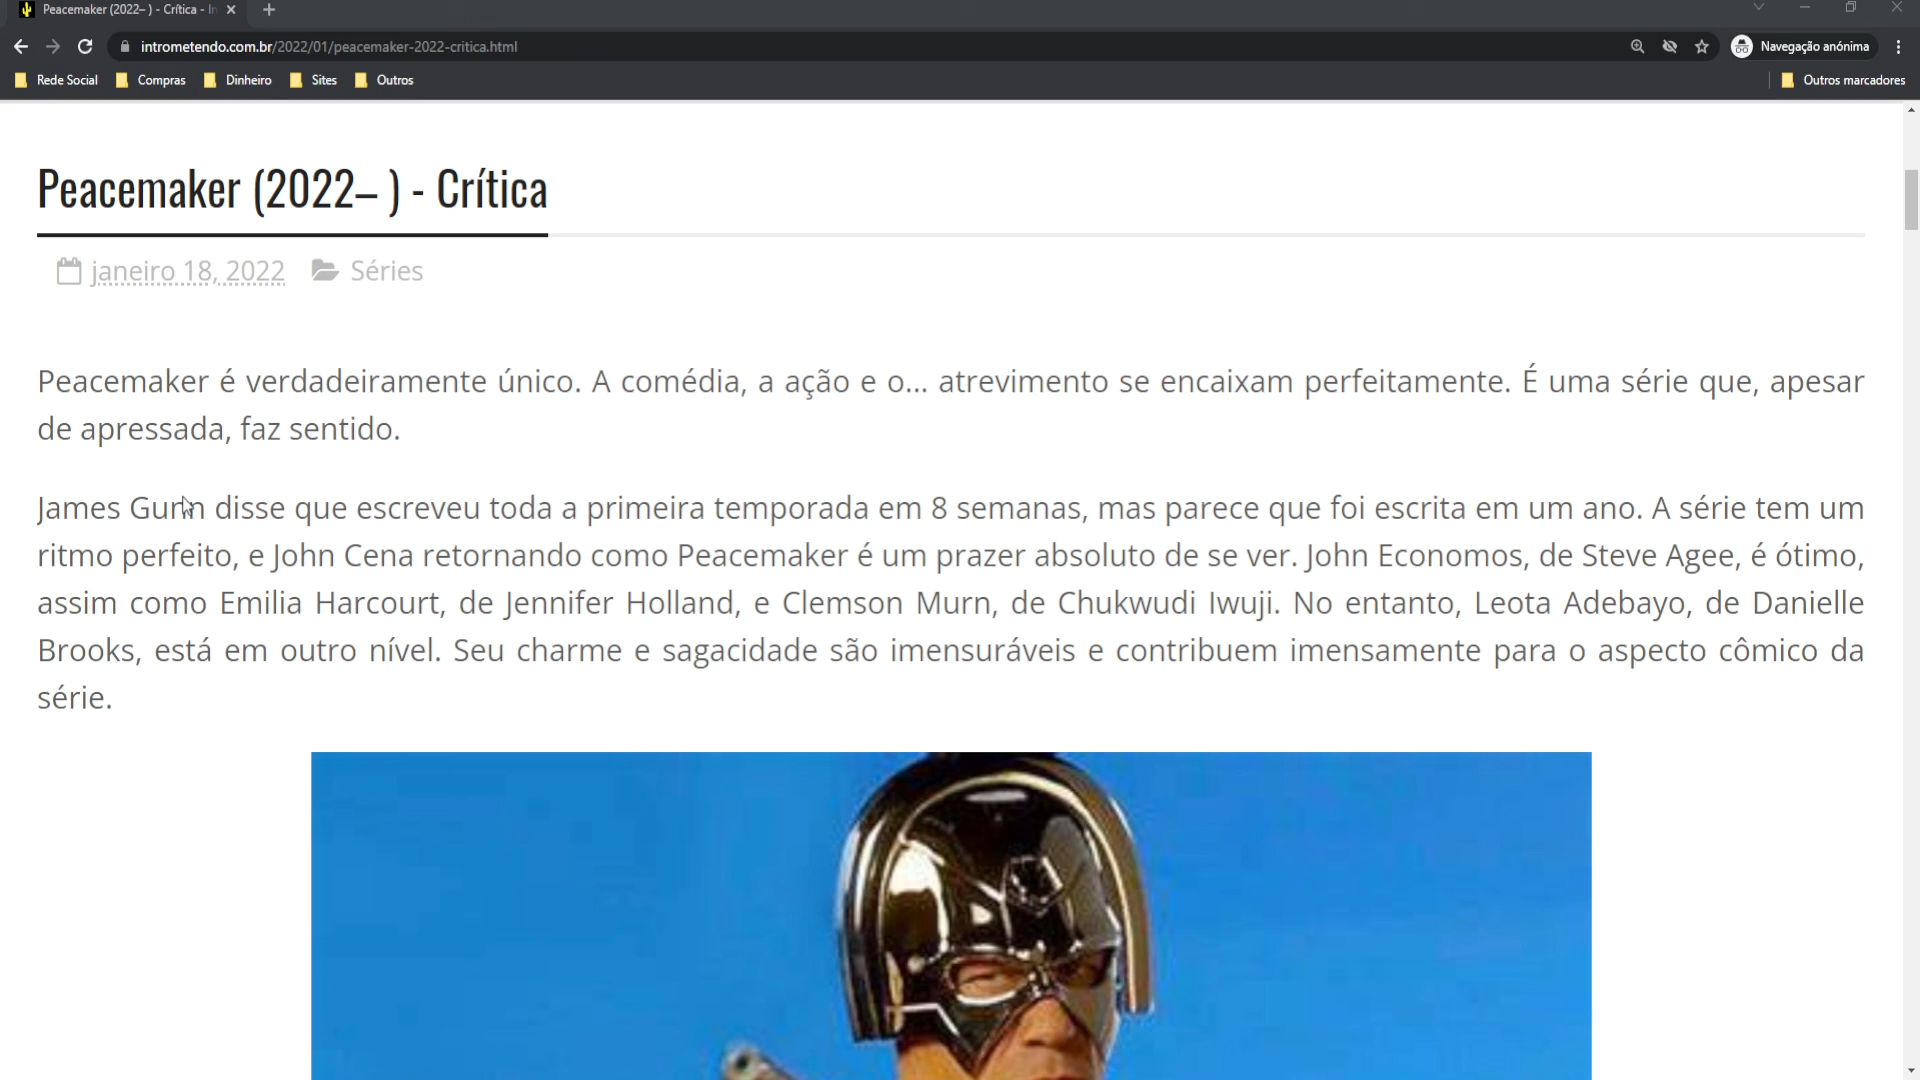 Peacemaker (2022– ) - Crítica - In
intrometendo.com.br/2022/01/peacemaker-2022-critica.html
Navegação anónima
Rede Social Compras Dinheiro Sites Outros Outros marcadores
Peacemaker (2022– ) - Crítica
janeiro 18, 2022 Séries
Peacemaker é verdadeiramente único. A comédia, a ação e o... atrevimento se encaixam perfeitamente. É uma série que, apesar
de apressada, faz sentido.
James Gunn disse que escreveu toda a primeira temporada em 8 semanas, mas parece que foi escrita em um ano. A série tem um
ritmo perfeito, e John Cena retornando como Peacemaker é um prazer absoluto de se ver. John Economos, de Steve Agee, é ótimo,
assim como Emilia Harcourt, de Jennifer Holland, e Clemson Murn, de Chukwudi Iwuji. No entanto, Leota Adebayo, de Danielle
Brooks, está em outro nível. Seu charme e sagacidade são imensuráveis e contribuem imensamente para o aspecto cômico da
série.